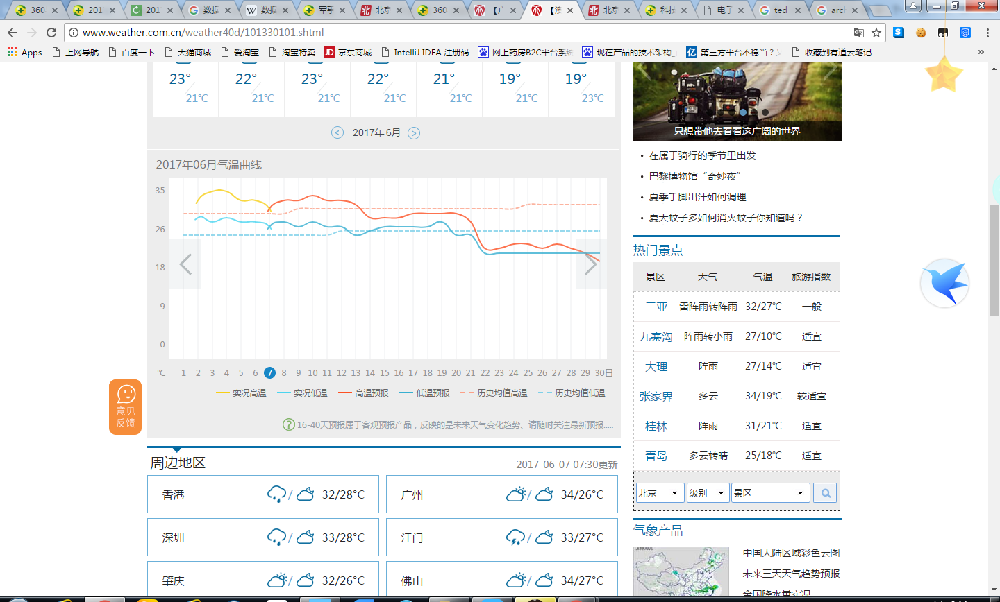 360
201
201
数据
数据
军事
北京
360
【广
【澳
北京
科技
电子
ted
arcl
www.weather.com.cn/weather40d/101330101.shtml
Apps 上网导航 百度一下 天猫商城 爱淘宝 淘宝特卖 京东商城 IntelliJ IDEA 注册码 网上药房B2C平台系统 现在产品的技术架构_ 第三方平台不稳当？又 收藏到有道云笔记 »
23° 22° 23° 22° 21° 19° 19°
21℃ 21℃ 21℃ 21℃ 21℃ 21℃ 23℃
2017年6月
2017年06月气温曲线
35
26
18
9
0
℃ 1 2 3 4 5 6 7 8 9 10 11 12 13 14 15 16 17 18 19 20 21 22 23 24 25 26 27 28 29 30日
实况高温 实况低温 高温预报 低温预报 历史均值高温 历史均值低温
16-40天预报属于客观预报产品，反映的是未来天气变化趋势、请随时关注最新预报.....
意见
反馈
周边地区 2017-06-07 07:30更新
香港 32/28°C
广州 34/26°C
深圳 33/28°C
江门 33/27°C
肇庆 32/26°C
佛山 34/27°C
只想带他去看看这广阔的世界
在属于骑行的季节里出发
巴黎博物馆“奇妙夜”
夏季手脚出汗如何调理
夏天蚊子多如何消灭蚊子你知道吗？
热门景点
景区 天气 气温 旅游指数
三亚 雷阵雨转阵雨 32/27℃ 一般
九寨沟 阵雨转小雨 27/10℃ 适宜
大理 阵雨 27/14℃ 适宜
张家界 多云 34/19℃ 较适宜
桂林 阵雨 31/21℃ 适宜
青岛 多云转晴 25/18℃ 适宜
北京 级别 景区
气象产品
中国大陆区域彩色云图
未来三天天气趋势预报
全国降水量实况